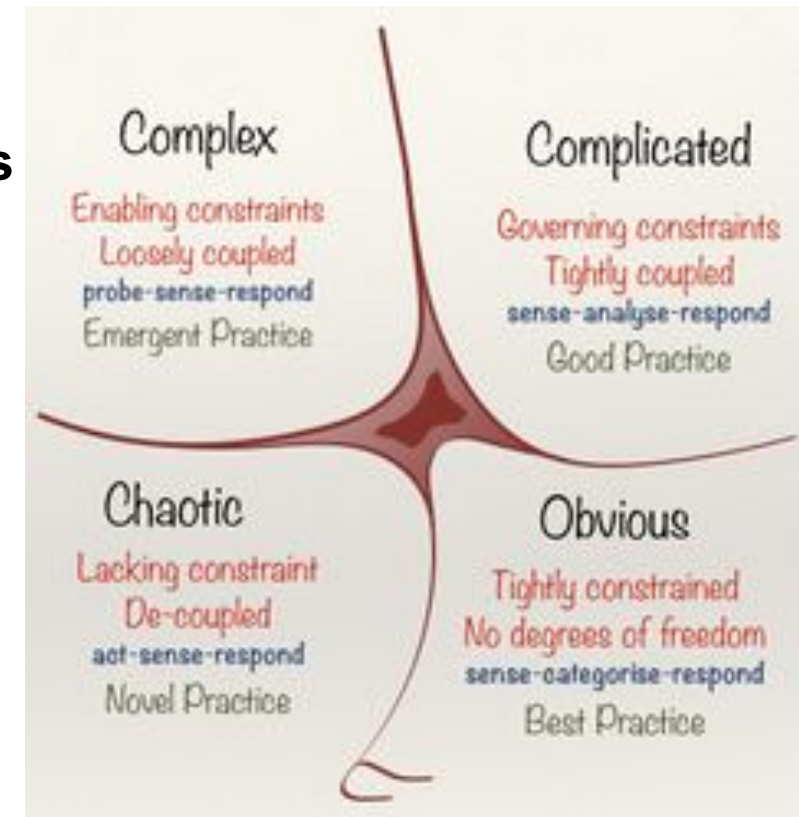 s
Complex
Enabling constraints
Loosely coupled
probe-sense-respond
Emergent Practice
Complicated
Governing constraints
Tightly coupled
sense-analyse-respond
Good Practice
Chaotic
Lacking constraint
De-coupled
act-sense-respond
Novel Practice
Obvious
Tightly constrained
No degrees of freedom
sense-categorise-respond
Best Practice